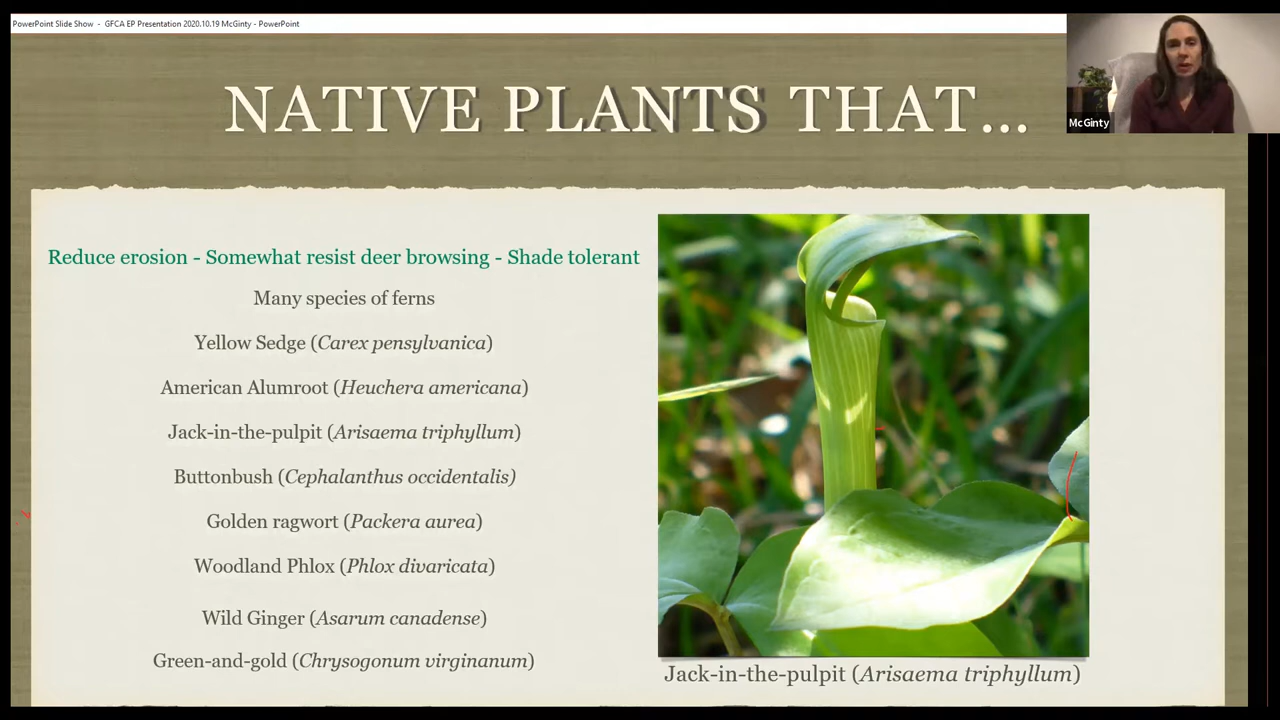 PowerPoint Slide Show - GFCA EP Presentation 2020.10.19 McGinty - PowerPoint
NATIVE PLANTS THAT...
McGinty
Reduce erosion - Somewhat resist deer browsing - Shade tolerant
Many species of ferns
Yellow Sedge (Carex pensylvanica)
American Alumroot (Heuchera americana)
Jack-in-the-pulpit (Arisaema triphyllum)
Buttonbush (Cephalanthus occidentalis)
Golden ragwort (Packera aurea)
Woodland Phlox (Phlox divaricata)
Wild Ginger (Asarum canadense)
Green-and-gold (Chrysogonum virginanum)
Jack-in-the-pulpit (Arisaema triphyllum)